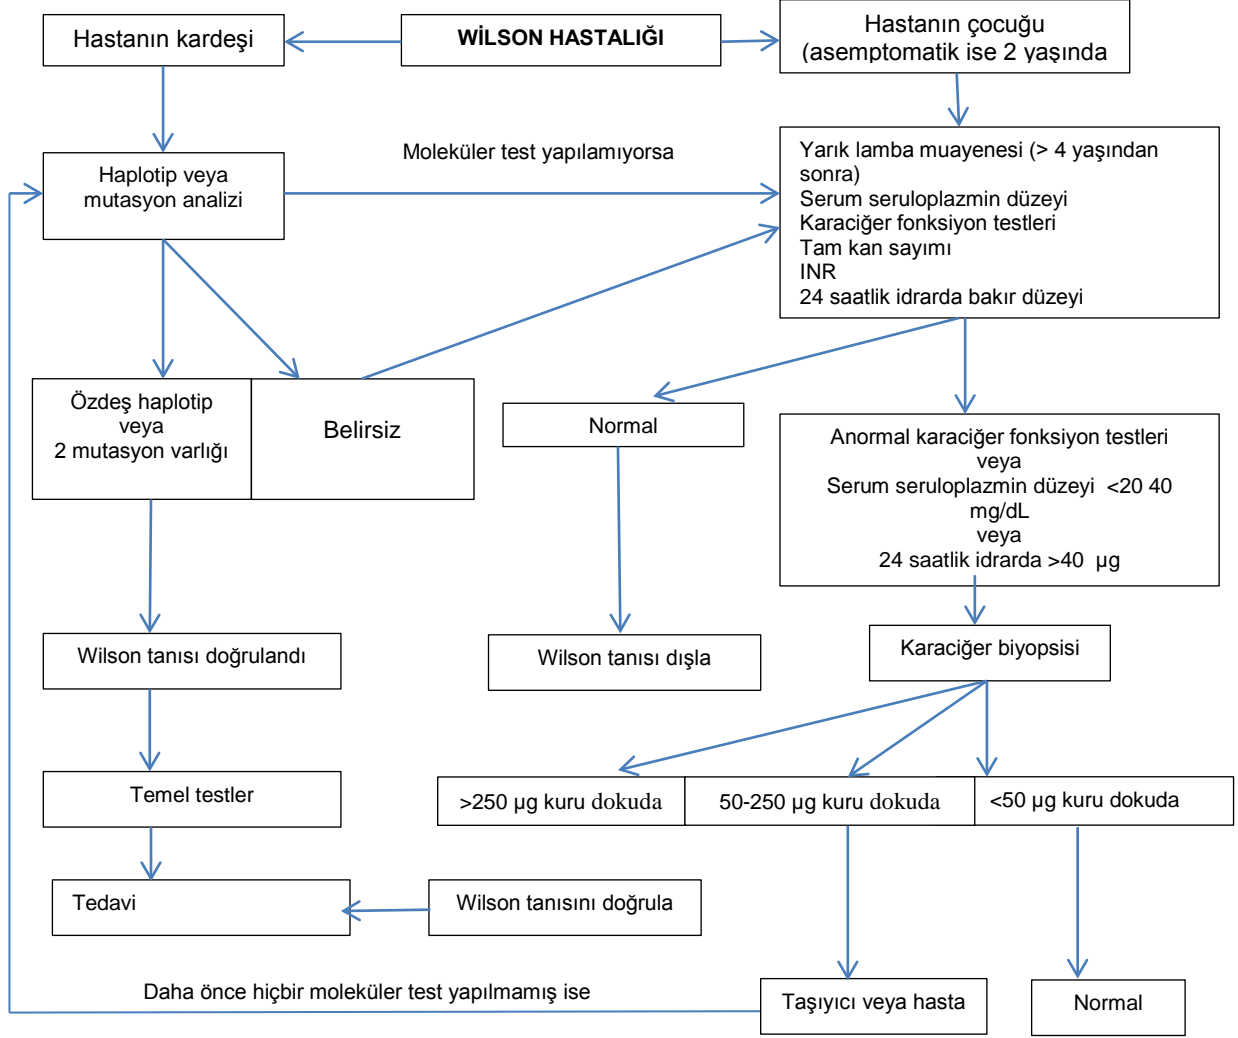 Hastanın kardeşi
WİLSON HASTALIĞI
Hastanın çocuğu
(asemptomatik ise 2 yaşında
Moleküler test yapılamıyorsa
Haplotip veya
mutasyon analizi
Yarık lamba muayenesi (> 4 yaşından
sonra)
Serum seruloplazmin düzeyi
Karaciğer fonksiyon testleri
Tam kan sayımı
INR
24 saatlik idrarda bakır düzeyi
Özdeş haplotip
veya
2 mutasyon varlığı
Belirsiz
Normal
Anormal karaciğer fonksiyon testleri
veya
Serum seruloplazmin düzeyi <20 40
mg/dL
veya
24 saatlik idrarda >40 µg
Wilson tanısı doğrulandı
Wilson tanısı dışla
Karaciğer biyopsisi
Temel testler
>250 µg kuru dokuda
50-250 µg kuru dokuda
<50 µg kuru dokuda
Tedavi
Wilson tanısını doğrula
Daha önce hiçbir moleküler test yapılmamış ise
Taşıyıcı veya hasta
Normal